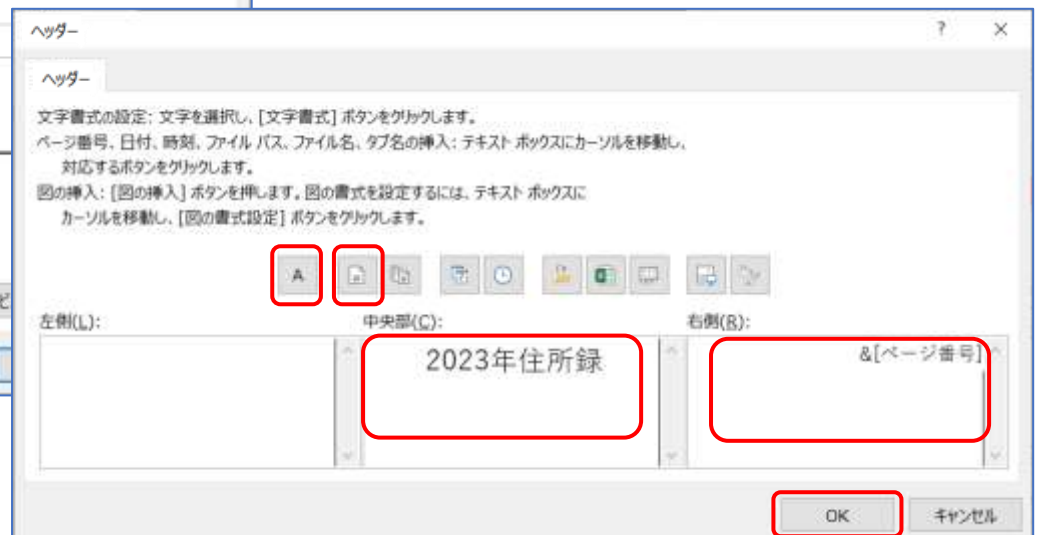 ヘッダー
?
×
ヘッダー
文字書式の設定: 文字を選択し、[文字書式] ボタンをクリックします。
ページ番号、日付、時刻、ファイル パス、ファイル名、タブ名の挿入: テキスト ボックスにカーソルを移動し、
対応するボタンをクリックします。
図の挿入: [図の挿入] ボタンを押します。図の書式を設定するには、テキスト ボックスに
カーソルを移動し、[図の書式設定] ボタンをクリックします。
A
左側(L):
中央部(C):
右側(R):
2023年住所録
&[ページ番号]
OK
キャンセル